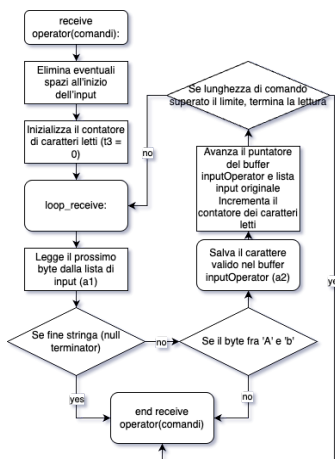 receive
operator(comandi):
Elimina eventuali
spazi all'inizio
dell'input
Inizializza il contatore
di caratteri letti (t3 =
0)
loop_receive:
Legge il prossimo
byte dalla lista di
input (a1)
Se fine stringa (null
terminator)
yes
no
Se il byte fra 'A' e 'b'
no
Salva il carattere
valido nel buffer
inputOperator (a2)
Avanza il puntatore
del buffer
inputOperator e lista
input originale
Incrementa il
contatore dei caratteri
letti
Se lunghezza di comando
superato il limite, termina la lettura
no
end receive
operator(comandi)